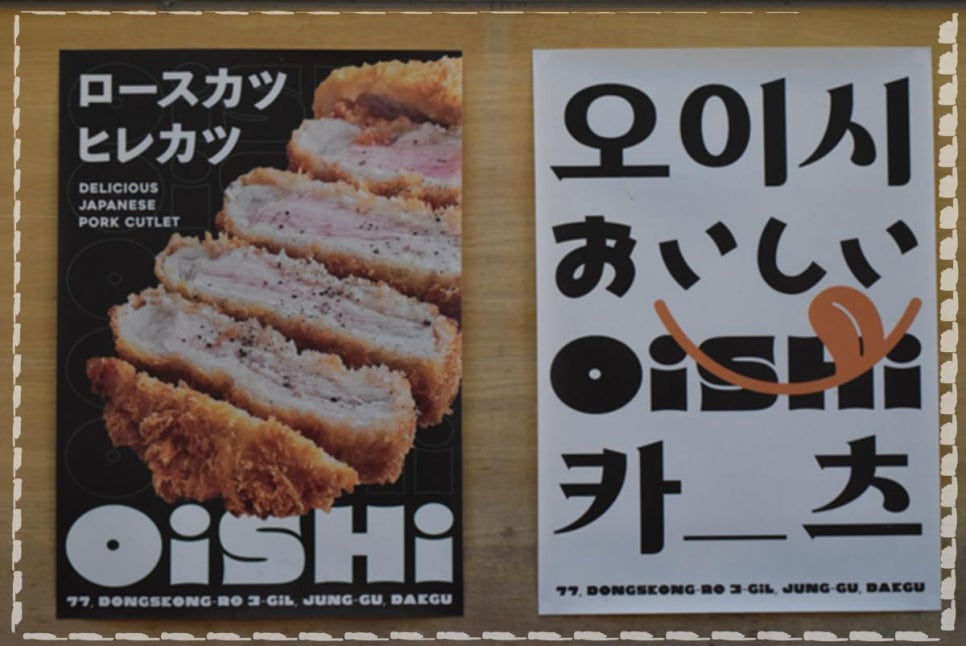 ロースカツ
ヒレカツ
DELICIOUS
JAPANESE
PORK CUTLET
OiSHi
77, DONGSEONG-RO 3-GIL, JUNG-GU, DAEGU
오이시
おいしい
OiSHi
카__츠
77, DONGSEONG-RO 3-GIL, JUNG-GU, DAEGU